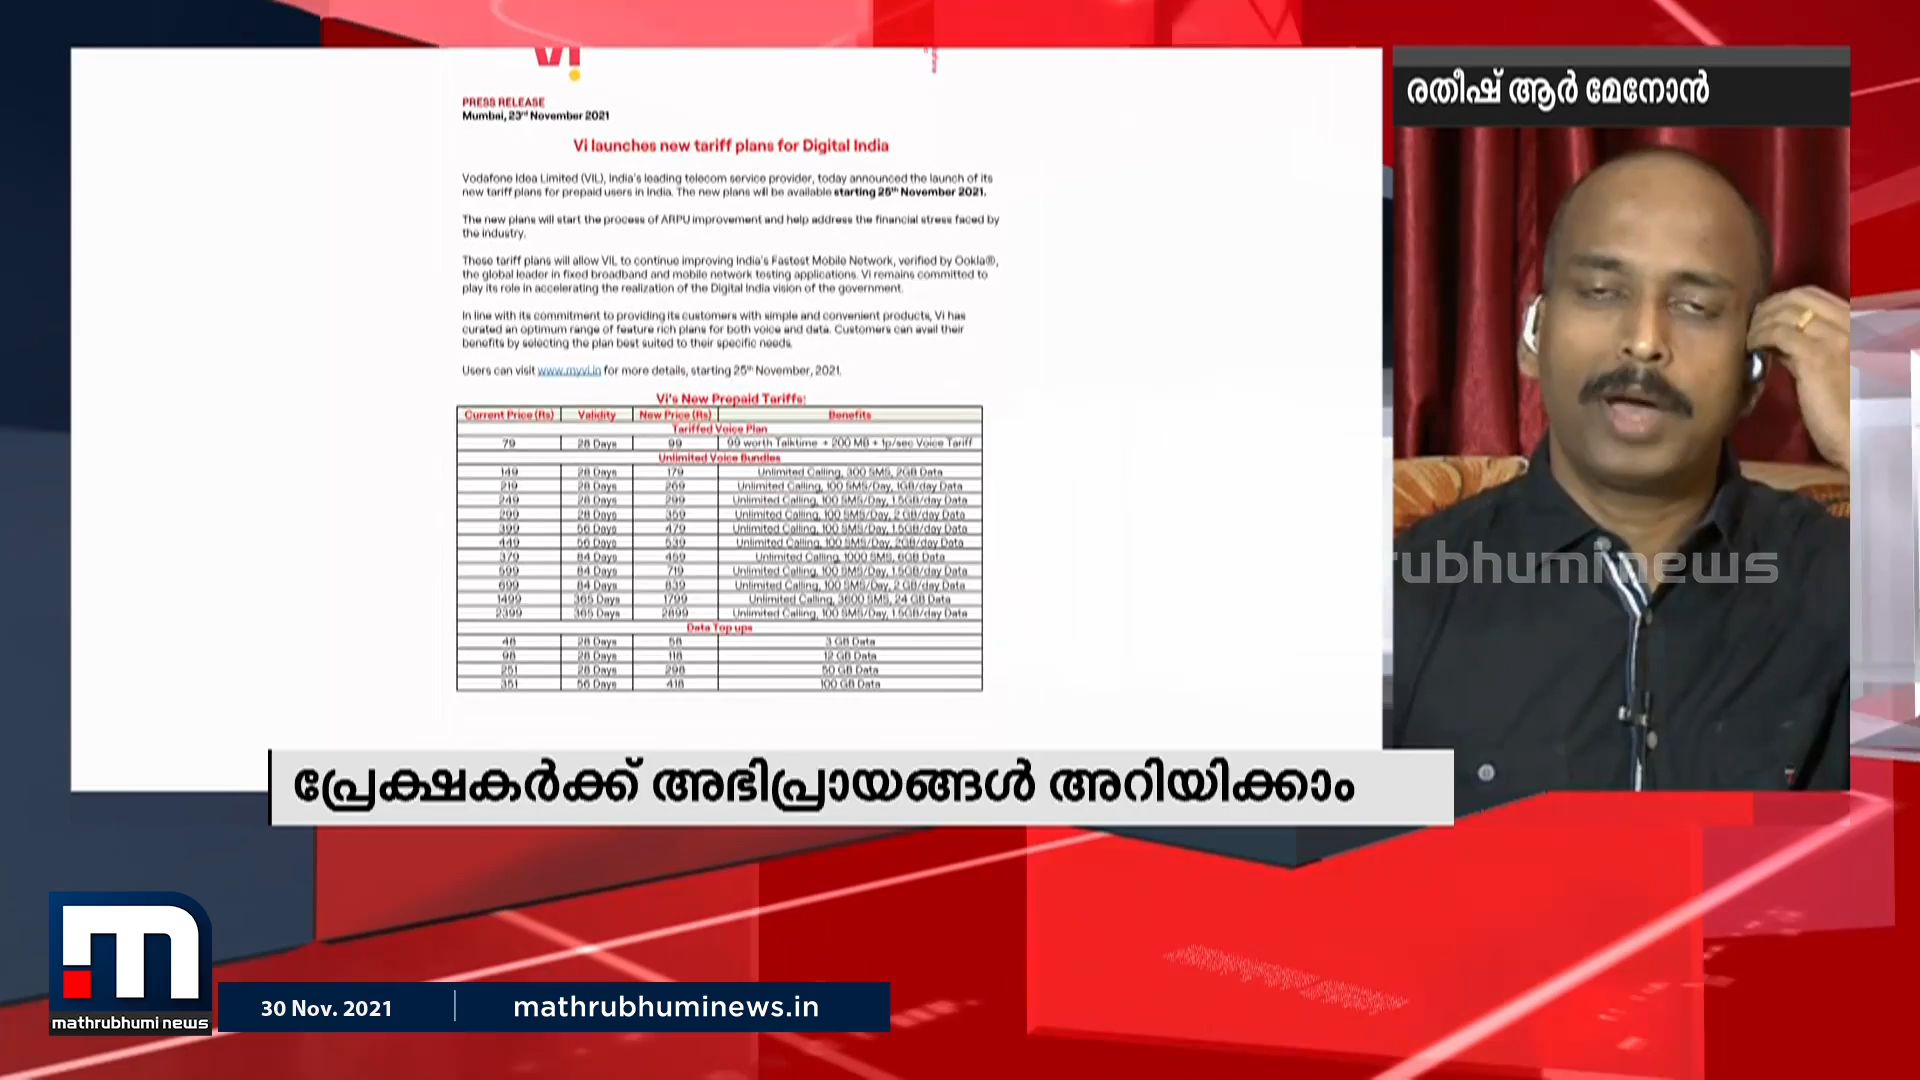 Vi
PRESS RELEASE
Mumbai, 23rd November 2021
Vi launches new tariff plans for Digital India
Vodafone Idea Limited (VIL), India's leading telecom service provider, today announced the launch of its
new tariff plans for prepaid users in India. The new plans will be available starting 25th November 2021.
The new plans will start the process of ARPU improvement and help address the financial stress faced by
the industry.
These tariff plans will allow VIL to continue improving India's Fastest Mobile Network, verified by Ookla®,
the global leader in fixed broadband and mobile network testing applications. Vi remains committed to
play its role in accelerating the realization of the Digital India vision of the government.
In line with its commitment to providing its customers with simple and convenient products, Vi has
curated an optimum range of feature rich plans for both voice and data. Customers can avail their
benefits by selecting the plan best suited to their specific needs.
Users can visit www.myvi.in for more details, starting 25th November, 2021.
Vi's New Prepaid Tariffs:
Current Price (Rs) Validity New Price (Rs) Benefits
Tariffed Voice Plan
79 28 Days 99 99 worth Talktime + 200 MB + 1p/sec Voice Tariff
Unlimited Voice Bundles
149 28 Days 179 Unlimited Calling, 300 SMS, 2GB Data
219 28 Days 269 Unlimited Calling, 100 SMS/Day, 1GB/day Data
249 28 Days 299 Unlimited Calling, 100 SMS/Day, 1.5GB/day Data
299 28 Days 359 Unlimited Calling, 100 SMS/Day, 2 GB/day Data
399 56 Days 479 Unlimited Calling, 100 SMS/Day, 1.5GB/day Data
449 56 Days 539 Unlimited Calling, 100 SMS/Day, 2GB/day Data
379 84 Days 459 Unlimited Calling, 1000 SMS, 6GB Data
599 84 Days 719 Unlimited Calling, 100 SMS/Day, 1.5GB/day Data
699 84 Days 839 Unlimited Calling, 100 SMS/Day, 2 GB/day Data
1499 365 Days 1799 Unlimited Calling, 3600 SMS, 24 GB Data
2399 365 Days 2899 Unlimited Calling, 100 SMS/Day, 1.5GB/day Data
Data Top ups
48 28 Days 58 3 GB Data
98 28 Days 118 12 GB Data
251 28 Days 298 50 GB Data
351 56 Days 418 100 GB Data
രതീഷ് ആർ മേനോൻ
rubhuminews
പ്രേക്ഷകർക്ക് അഭിപ്രായങ്ങൾ അറിയിക്കാം
mathrubhumi news
30 Nov. 2021 mathrubhuminews.in